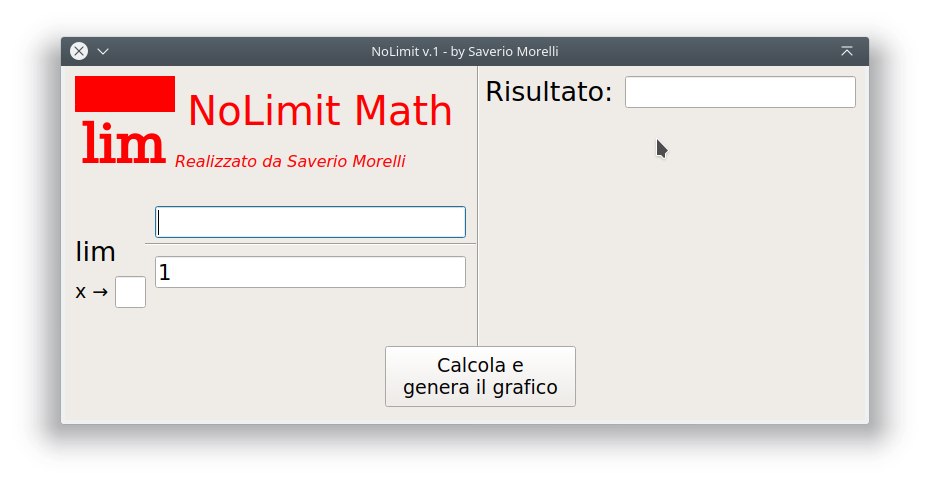 NoLimit v.1 - by Saverio Morelli
lim
NoLimit Math
Realizzato da Saverio Morelli
Risultato:
lim
x →
1
Calcola e
genera il grafico